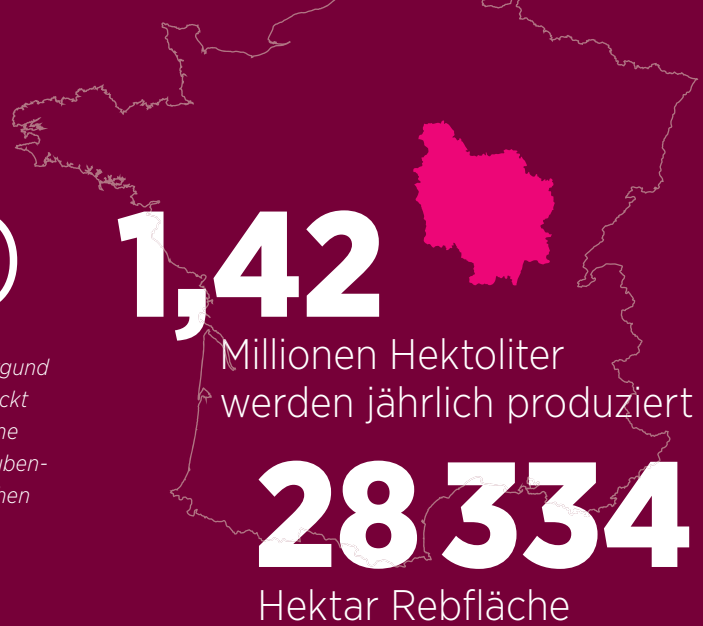 1,42
Millionen Hektoliter
werden jährlich produziert
28 334
Hektar Rebfläche